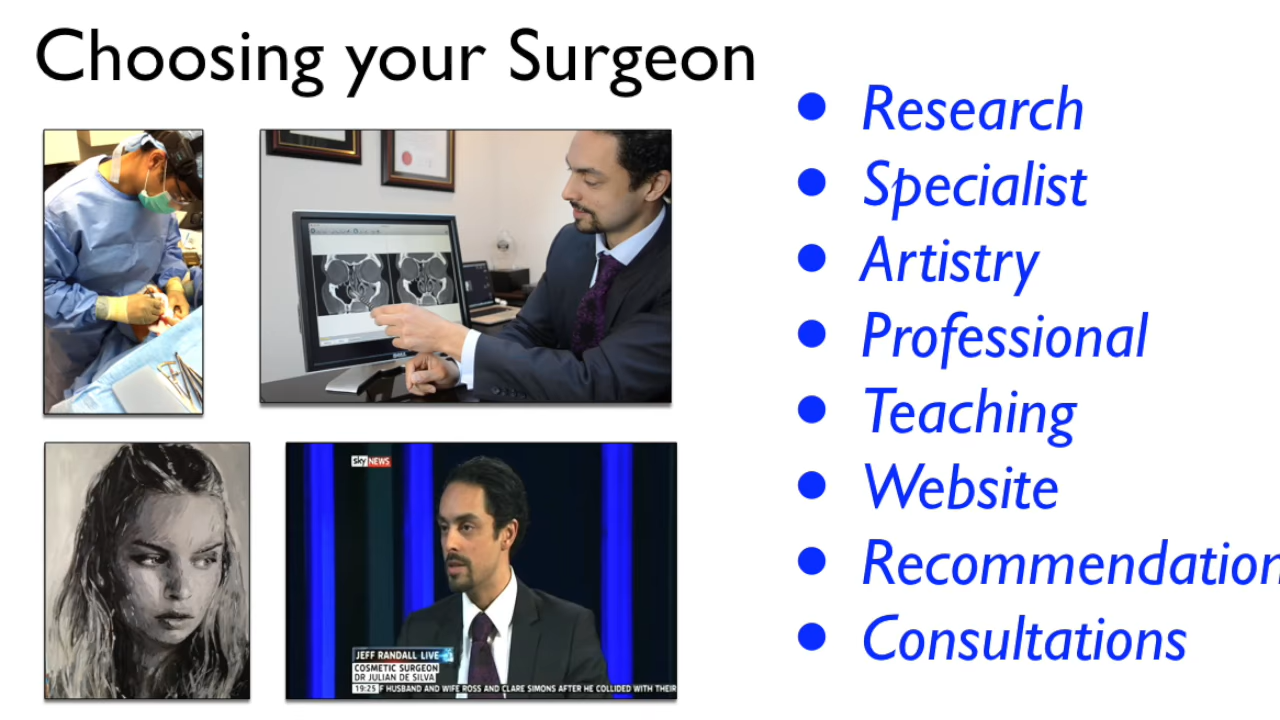 Choosing your Surgeon
Research
Specialist
Artistry
Professional
Teaching
Website
Recommendation
Consultations
DELL
sky NEWS
JEFF RANDALL LIVE
COSMETIC SURGEON
DR JULIAN DE SILVA
19:25 F HUSBAND AND WIFE ROSS AND CLARE SIMONS AFTER HE COLLIDED WITH THEIR